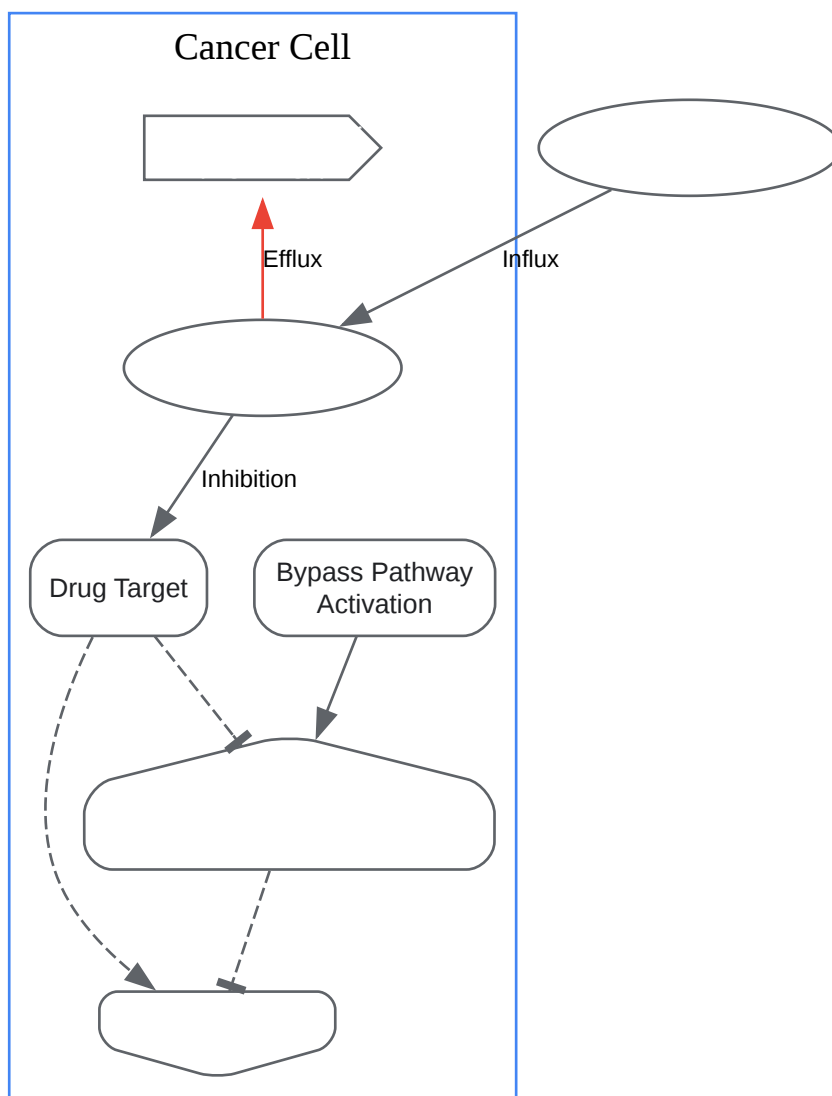 Cancer Cell
Efflux
Influx
Inhibition
Drug Target
Bypass Pathway
Activation